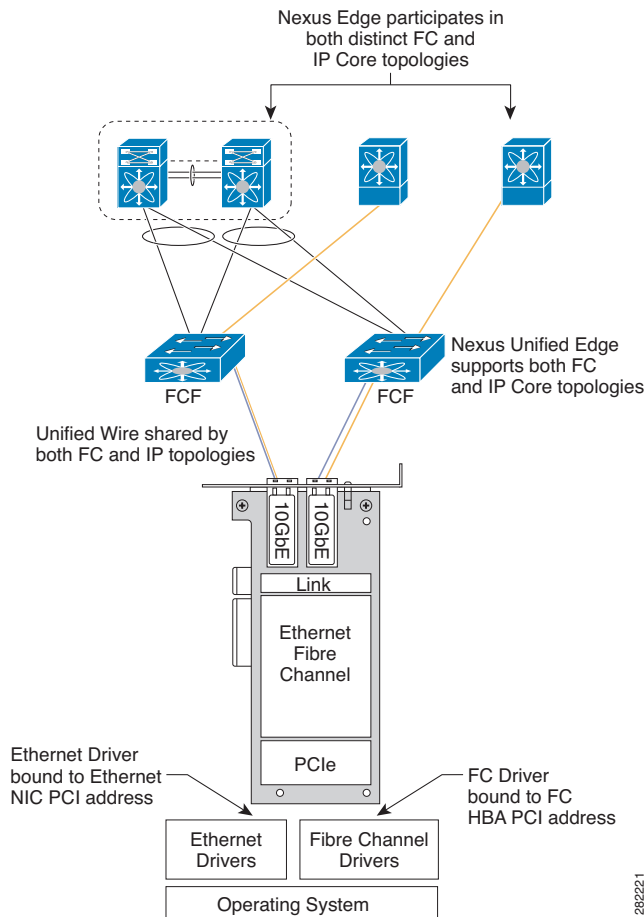 Nexus Edge participates in
both distinct FC and
IP Core topologies
Nexus Unified Edge
supports both FC
and IP Core topologies
FCF
FCF
Unified Wire shared by
both FC and IP topologies
10GbE
10GbE
Link
Ethernet
Fibre
Channel
PCIe
Ethernet Driver
bound to Ethernet
NIC PCI address
FC Driver
bound to FC
HBA PCI address
Ethernet
Drivers
Fibre Channel
Drivers
Operating System
282221